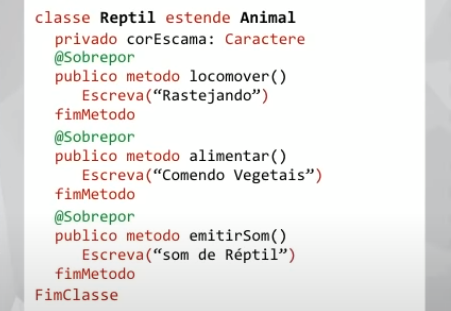 classe Reptil estende Animal
privado corEscama: Caractere
@Sobrepor
publico metodo locomover()
Escreva(“Rastejando”)
fimMetodo
@Sobrepor
publico metodo alimentar()
Escreva(“Comendo Vegetais”)
fimMetodo
@Sobrepor
publico metodo emitirSom()
Escreva(“som de Réptil”)
fimMetodo
FimClasse